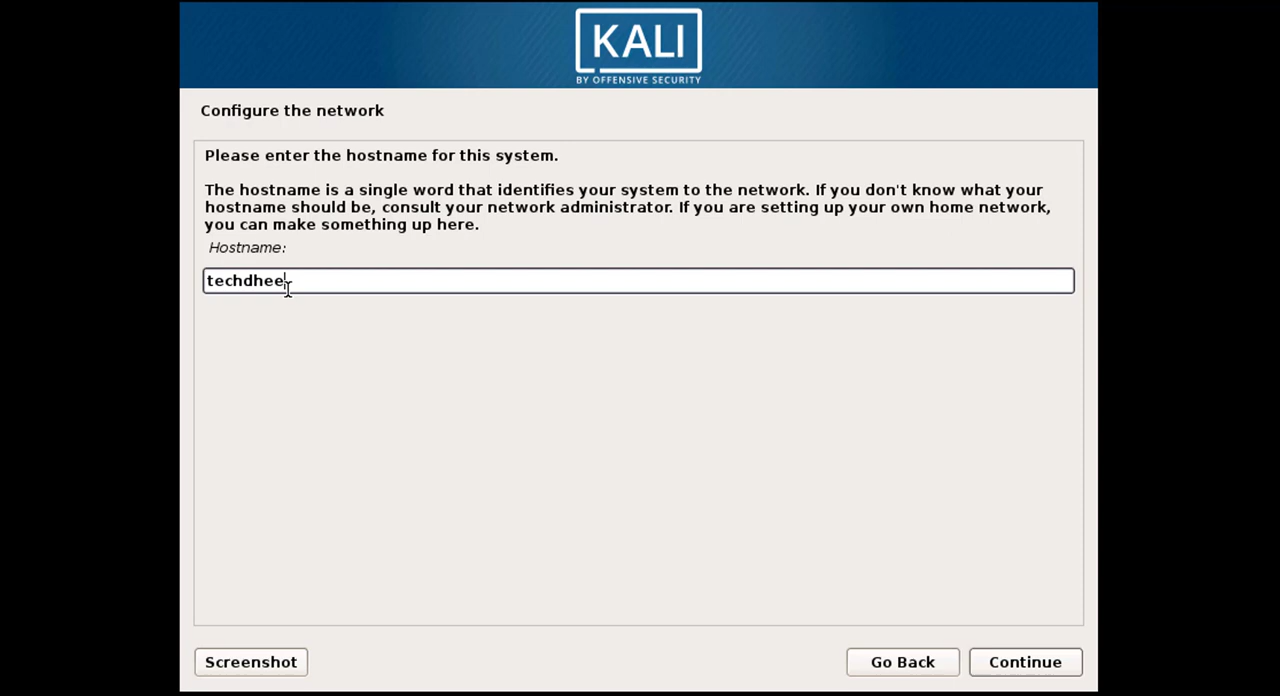 KALI
BY OFFENSIVE SECURITY
Configure the network
Please enter the hostname for this system.
The hostname is a single word that identifies your system to the network. If you don't know what your
hostname should be, consult your network administrator. If you are setting up your own home network,
you can make something up here.
Hostname:
techdhee
Screenshot
Go Back
Continue